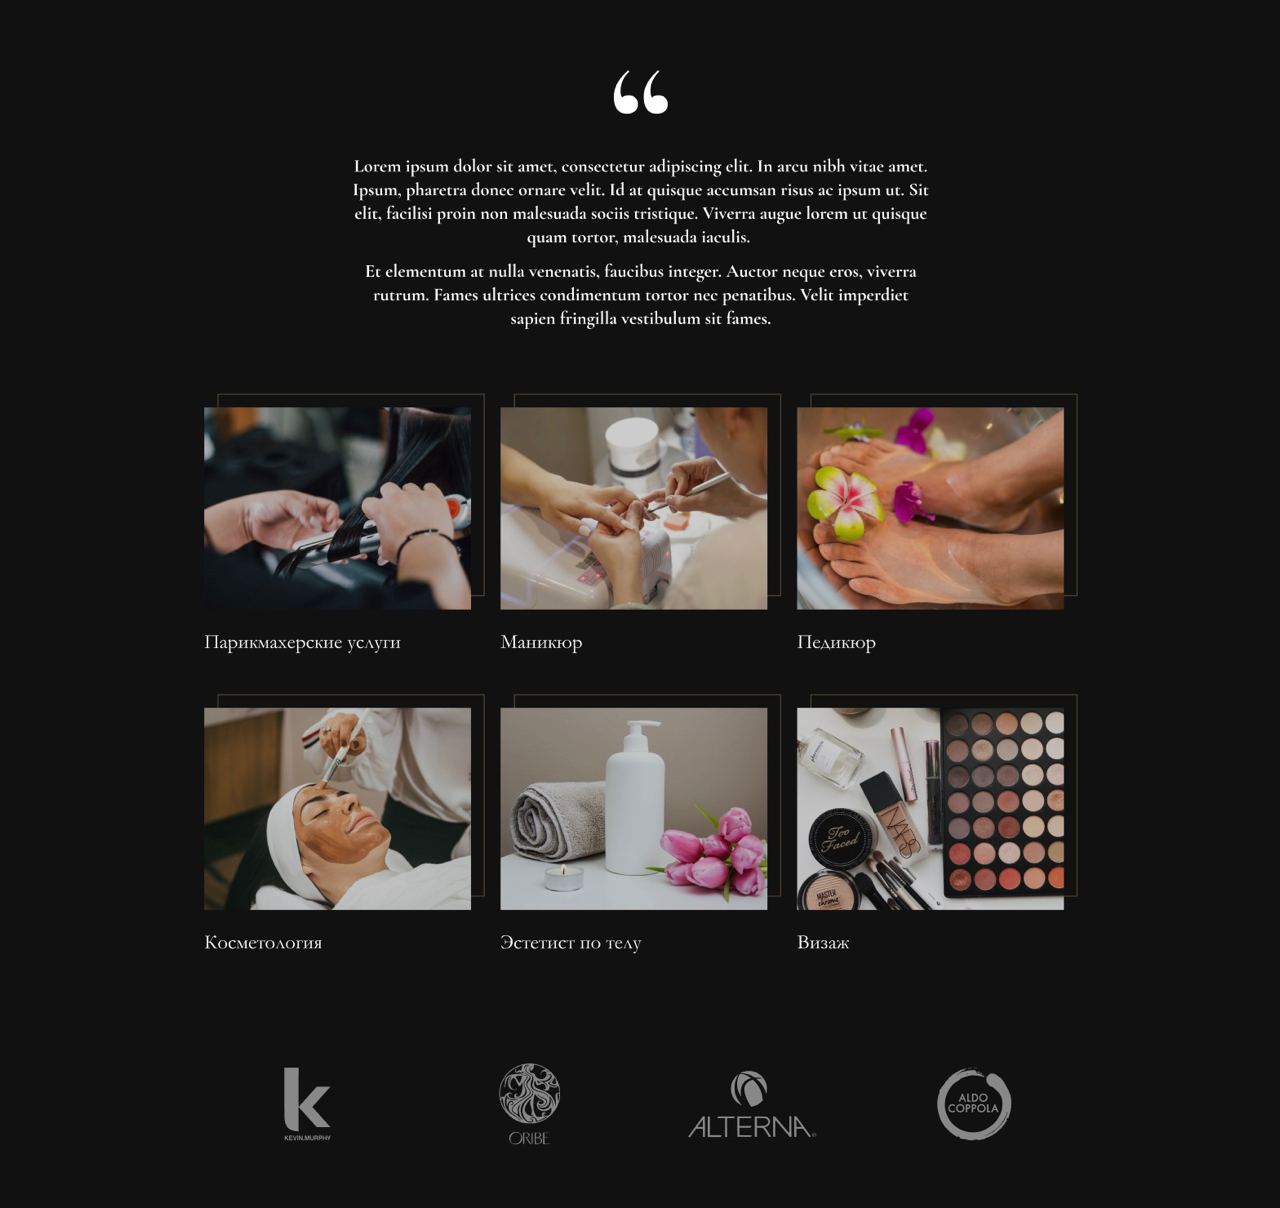 “
Lorem ipsum dolor sit amet, consectetur adipiscing elit. In arcu nibh vitae amet.
Ipsum, pharetra donec ornare velit. Id at quisque accumsan risus ac ipsum ut. Sit
elit, facilisi proin non malesuada sociis tristique. Viverra augue lorem ut quisque
quam tortor, malesuada iaculis.
Et elementum at nulla venenatis, faucibus integer. Auctor neque eros, viverra
rutrum. Fames ultrices condimentum tortor nec penatibus. Velit imperdiet
sapien fringilla vestibulum sit fames.
Парикмахерские услуги
Маникюр
Педикюр
NARS
Too
Faced
MASTER
chrome
Косметология
Эстетист по телу
Визаж
k
KEVIN.MURPHY
ORIBE
ALTERNA®
ALDO
COPPOLA